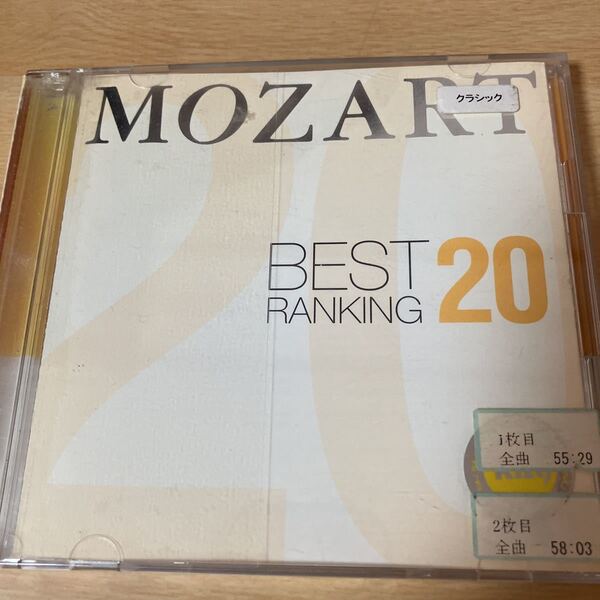 MOZART
クラシック
BEST
RANKING 20
1枚目
全曲 55:29
2枚目
全曲 58:03